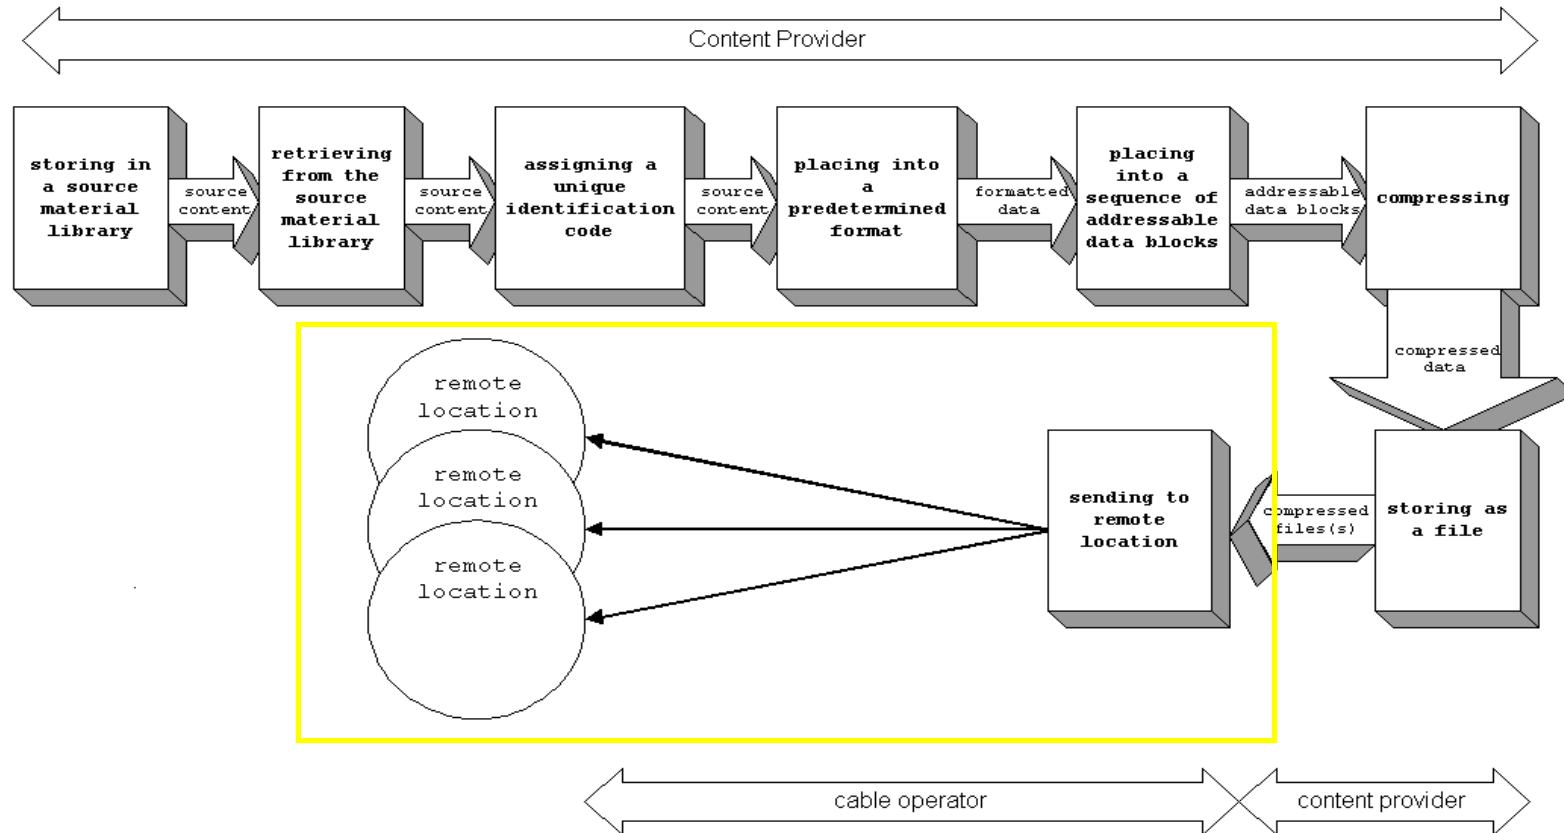 Content Provider
storing in
a source
material
library
source
content
retrieving
from the
source
material
library
source
content
assigning a
unique
identification
code
source
content
placing into
a
predetermined
format
formatted
data
placing
into a
sequence of
addressable
data blocks
addressable
data blocks
compressing
compressed
data
storing as
a file
compressed
files(s)
sending to
remote
location
remote
location
remote
location
remote
location
cable operator
content provider